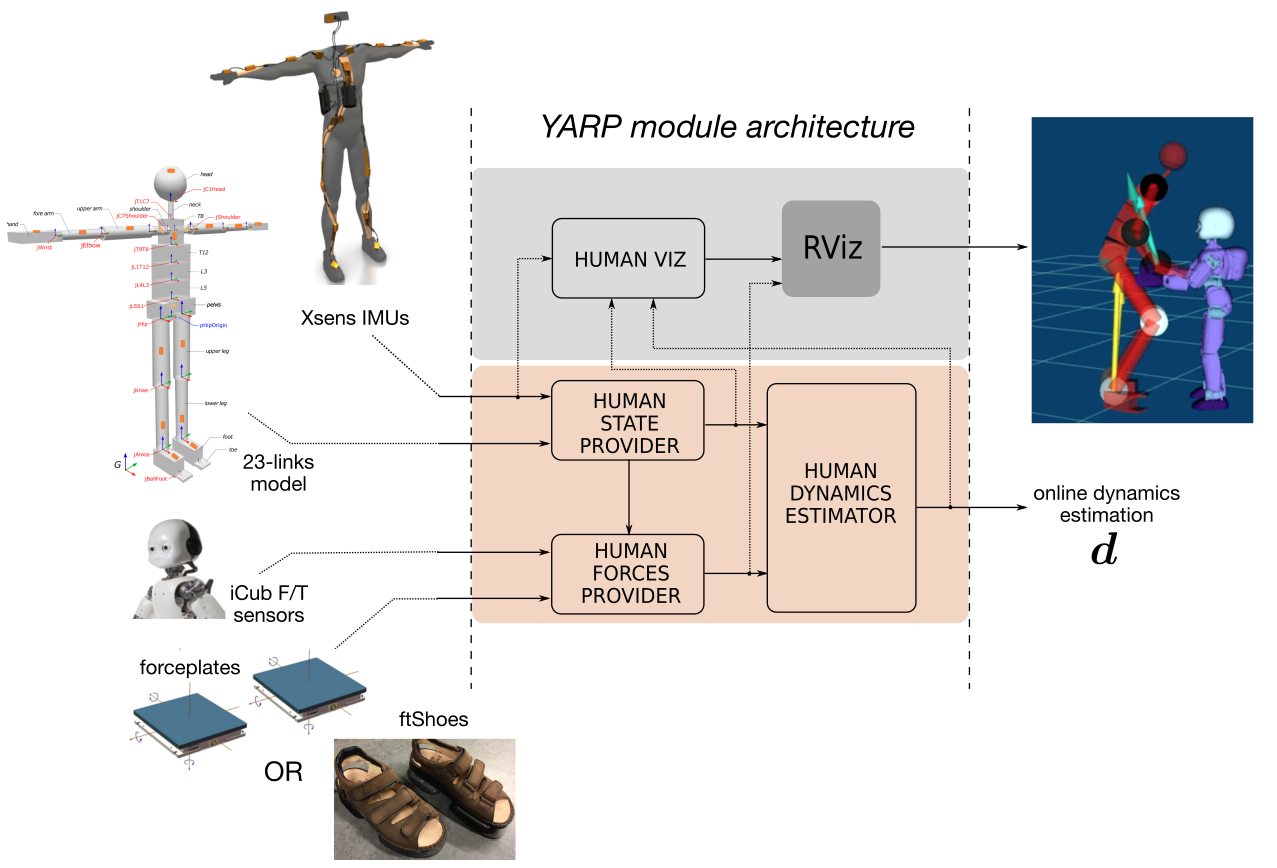 YARP module architecture
head
jC1Head
jT1C7
neck
shoulder
jC7Shoulder
T8
jShoulder
upper arm
fore arm
hand
jWrist
jElbow
jT9T8
T12
jL1T12
L3
jL4L3
L5
jL5S1
pelvis
jHip
pHipOrigin
upper leg
jKnee
lower leg
foot
jAnkle
toe
G
jBallFoot
Xsens IMUs
23-links
model
iCub F/T
sensors
forceplates
OR
ftShoes
HUMAN VIZ
RViz
HUMAN
STATE
PROVIDER
HUMAN
FORCES
PROVIDER
HUMAN
DYNAMICS
ESTIMATOR
online dynamics
estimation
d